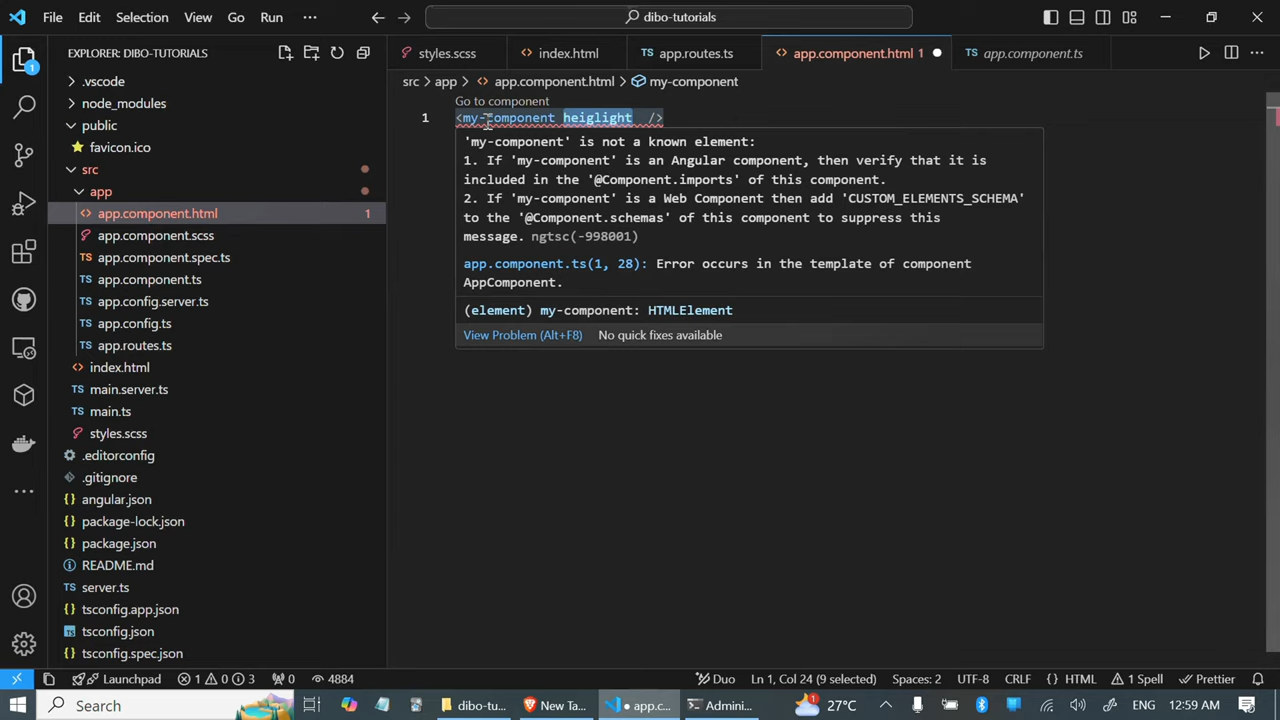 File Edit Selection View Go Run ···
dibo-tutorials
EXPLORER: DIBO-TUTORIALS
.vscode
node_modules
public
favicon.ico
src
app
app.component.html 1
app.component.scss
app.component.spec.ts
app.component.ts
app.config.server.ts
app.config.ts
app.routes.ts
index.html
main.server.ts
main.ts
styles.scss
.editorconfig
.gitignore
angular.json
package-lock.json
package.json
README.md
server.ts
tsconfig.app.json
tsconfig.json
tsconfig.spec.json
styles.scss index.html app.routes.ts app.component.html 1 app.component.ts
src > app > app.component.html > my-component
Go to component
1 <my-component heiglight />
'my-component' is not a known element:
1. If 'my-component' is an Angular component, then verify that it is
included in the '@Component.imports' of this component.
2. If 'my-component' is a Web Component then add 'CUSTOM_ELEMENTS_SCHEMA'
to the '@Component.schemas' of this component to suppress this
message. ngtsc(-998001)
app.component.ts(1, 28): Error occurs in the template of component
AppComponent.
(element) my-component: HTMLElement
View Problem (Alt+F8) No quick fixes available
Launchpad 1 0 3 0 4884 Duo Ln 1, Col 24 (9 selected) Spaces: 2 UTF-8 CRLF {} HTML 1 Spell Prettier
Search dibo-tu... New Ta... app.c... Admini... 1 27°C ENG 12:59 AM